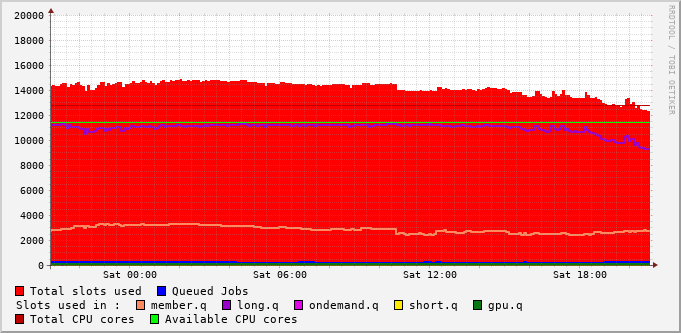 RRDTOOL / TOBI OETIKER
20000
18000
16000
14000
12000
10000
8000
6000
4000
2000
0
Sat 00:00 Sat 06:00 Sat 12:00 Sat 18:00
Total slots used Queued Jobs
Slots used in : member.q long.q ondemand.q short.q gpu.q
Total CPU cores Available CPU cores